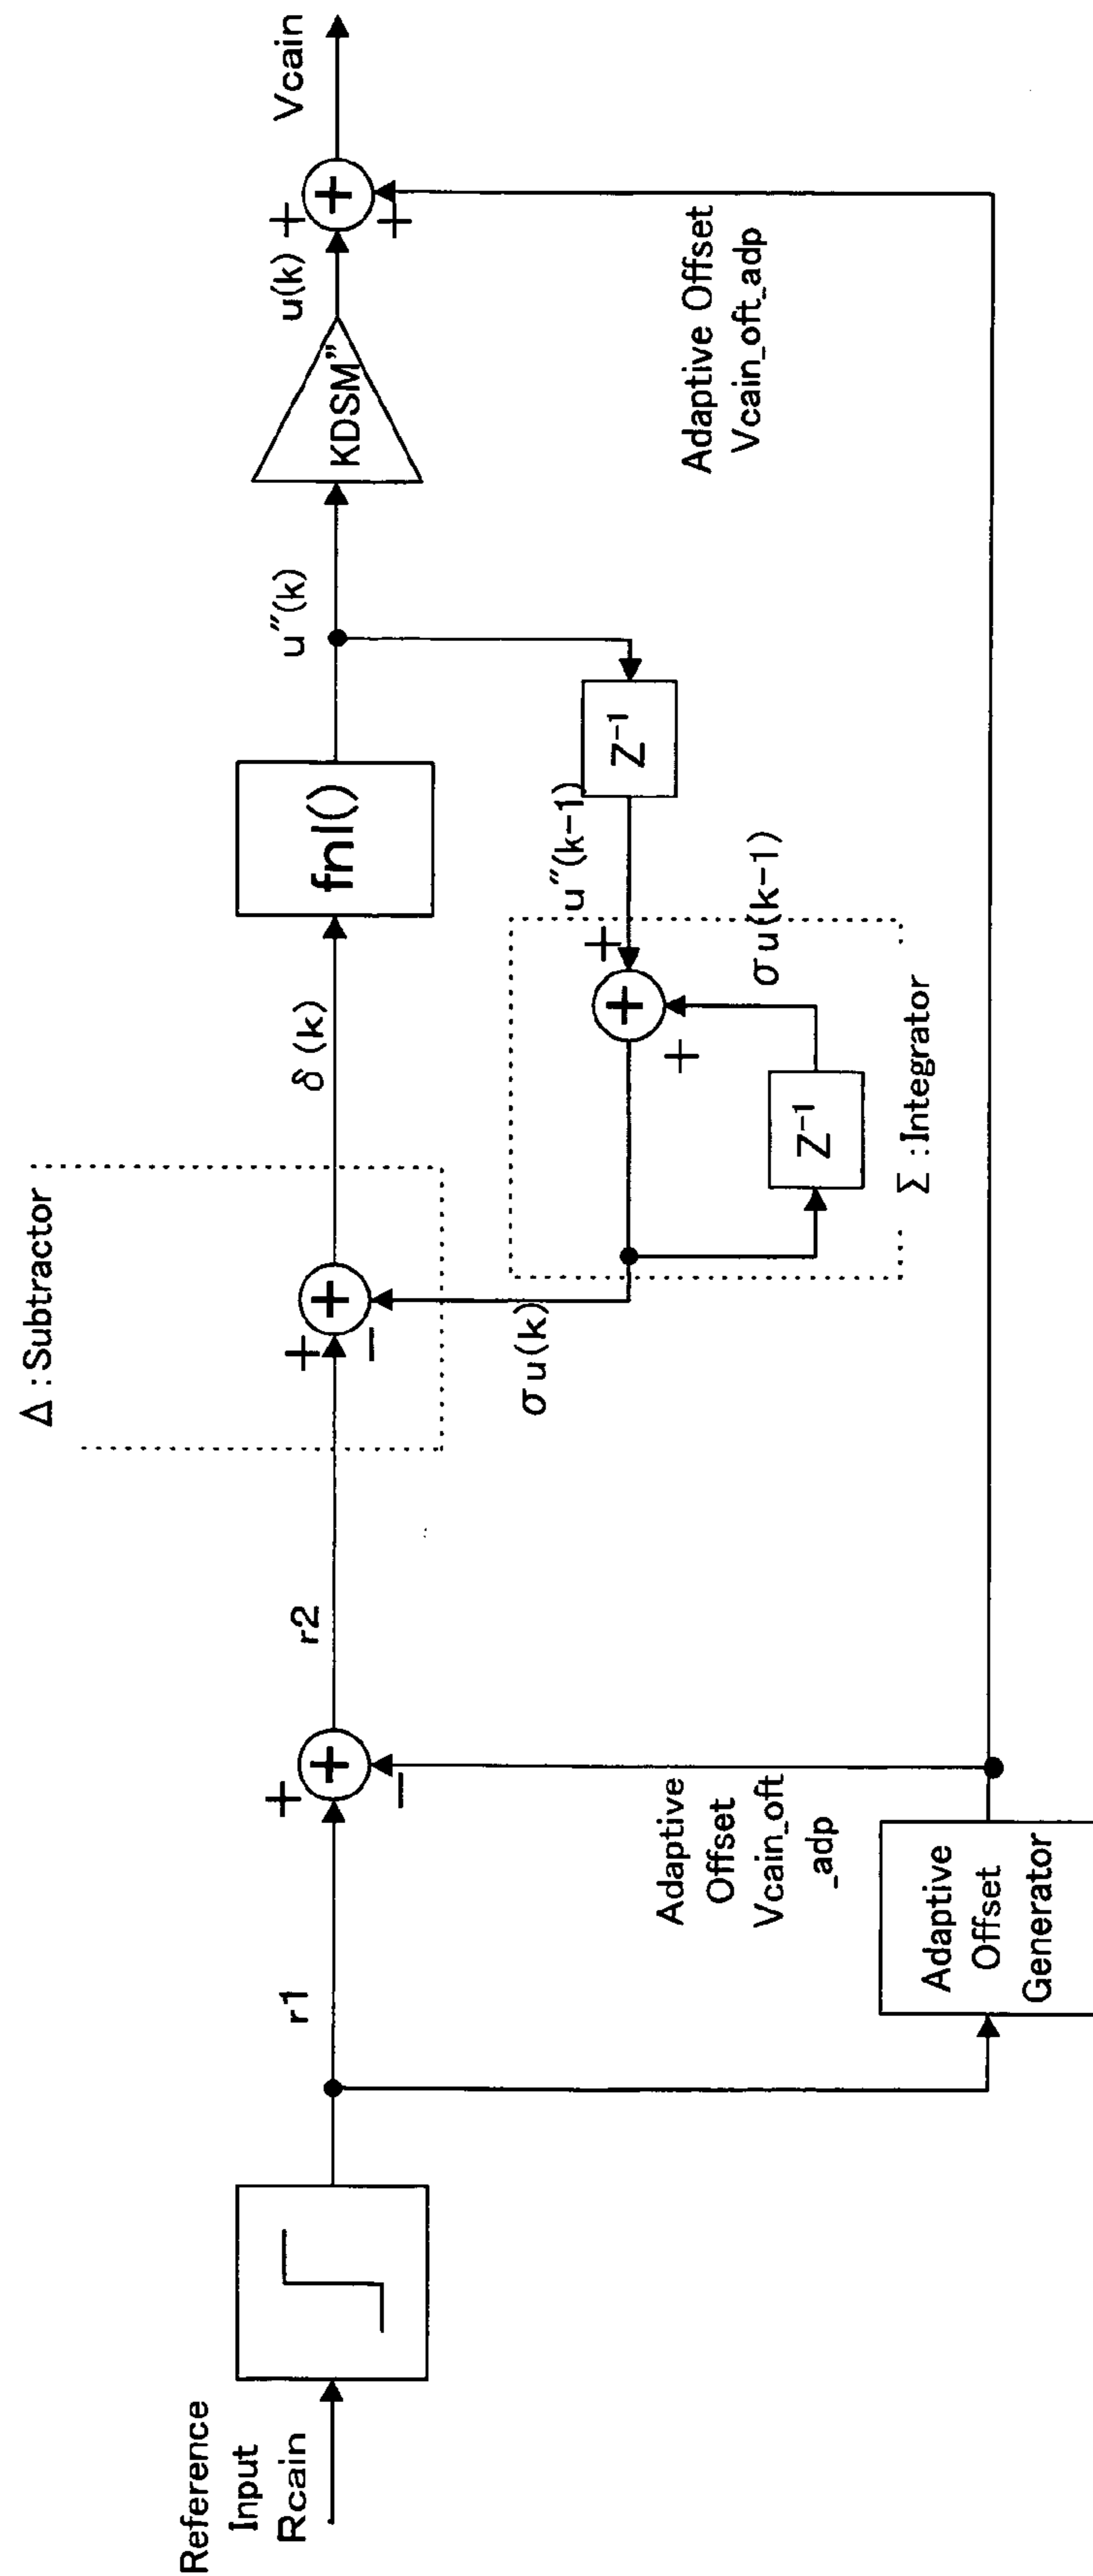 Reference
Input
Rcain
r1
+
+
−
r2
Δ :Subtractor
+
+
−
δ (k)
fnl()
u″(k)
KDSM”
u(k)
+
+
+
Vcain
Adaptive
Offset
Generator
Adaptive
Offset
Vcain_oft
_adp
σu(k)
Z⁻¹
u″(k−1)
+
+
+
σu(k−1)
Z⁻¹
Σ :Integrator
Adaptive Offset
Vcain_oft_adp